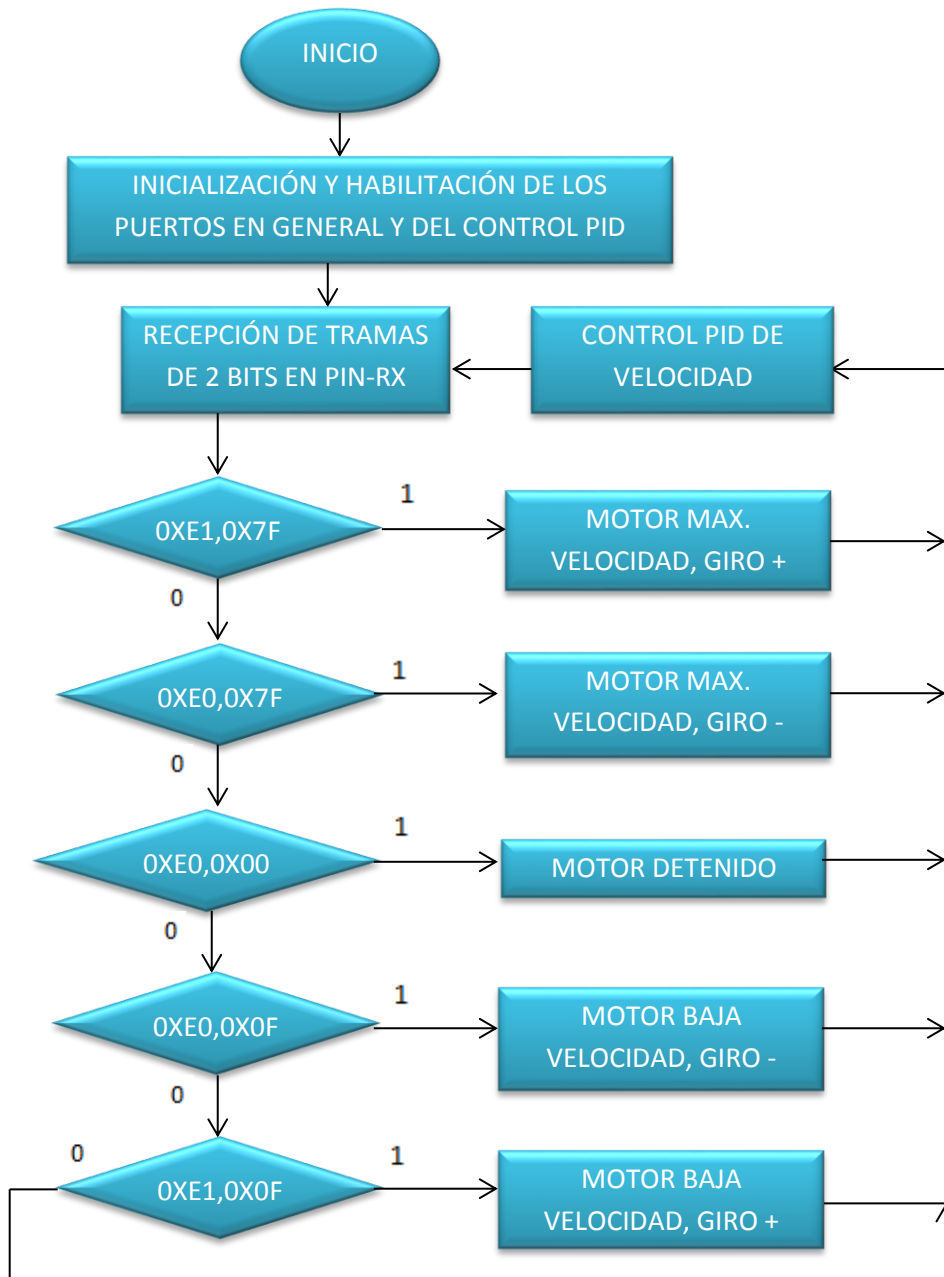 INICIO
INICIALIZACIÓN Y HABILITACIÓN DE LOS
PUERTOS EN GENERAL Y DEL CONTROL PID
RECEPCIÓN DE TRAMAS
DE 2 BITS EN PIN-RX
CONTROL PID DE
VELOCIDAD
0XE1,0X7F
1
MOTOR MAX.
VELOCIDAD, GIRO +
0
0XE0,0X7F
1
MOTOR MAX.
VELOCIDAD, GIRO -
0
0XE0,0X00
1
MOTOR DETENIDO
0
0XE0,0X0F
1
MOTOR BAJA
VELOCIDAD, GIRO -
0
0
0XE1,0X0F
1
MOTOR BAJA
VELOCIDAD, GIRO +